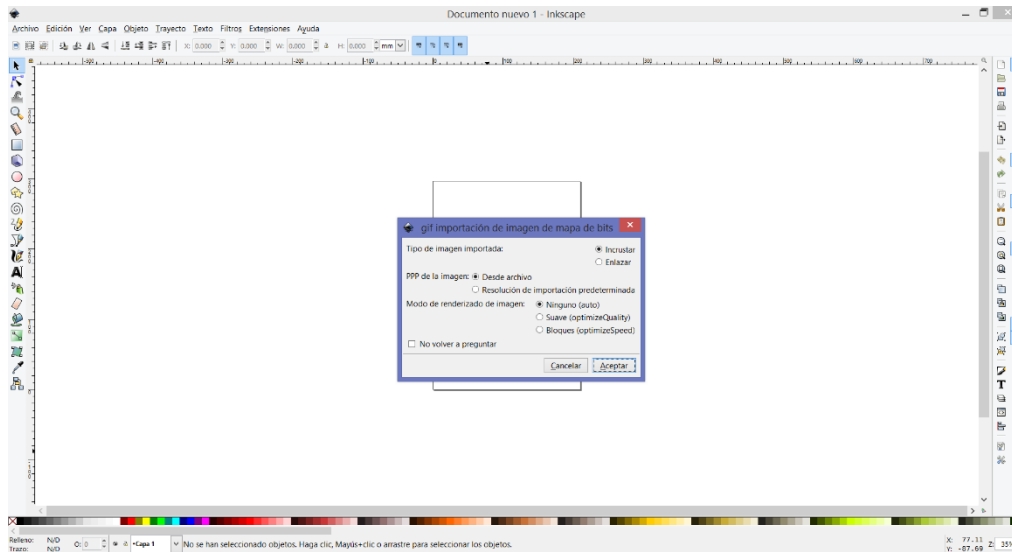 Documento nuevo 1 - Inkscape
Archivo Edición Ver Capa Objeto Trayecto Texto Filtros Extensiones Ayuda
X: 0.000 Y: 0.000 W: 0.000 H: 0.000 mm
gif importación de imagen de mapa de bits
Tipo de imagen importada: Incrustar
Enlazar
PPP de la imagen: Desde archivo
Resolución de importación predeterminada
Modo de renderizado de imagen: Ninguno (auto)
Suave (optimizeQuality)
Bloques (optimizeSpeed)
No volver a preguntar
Cancelar Aceptar
Relleno: N/D
Trazo: N/D
O: 0
•Capa 1
No se han seleccionado objetos. Haga clic, Mayús+clic o arrastre para seleccionar los objetos.
X: 77.11
Y: -87.69
Z: 35%